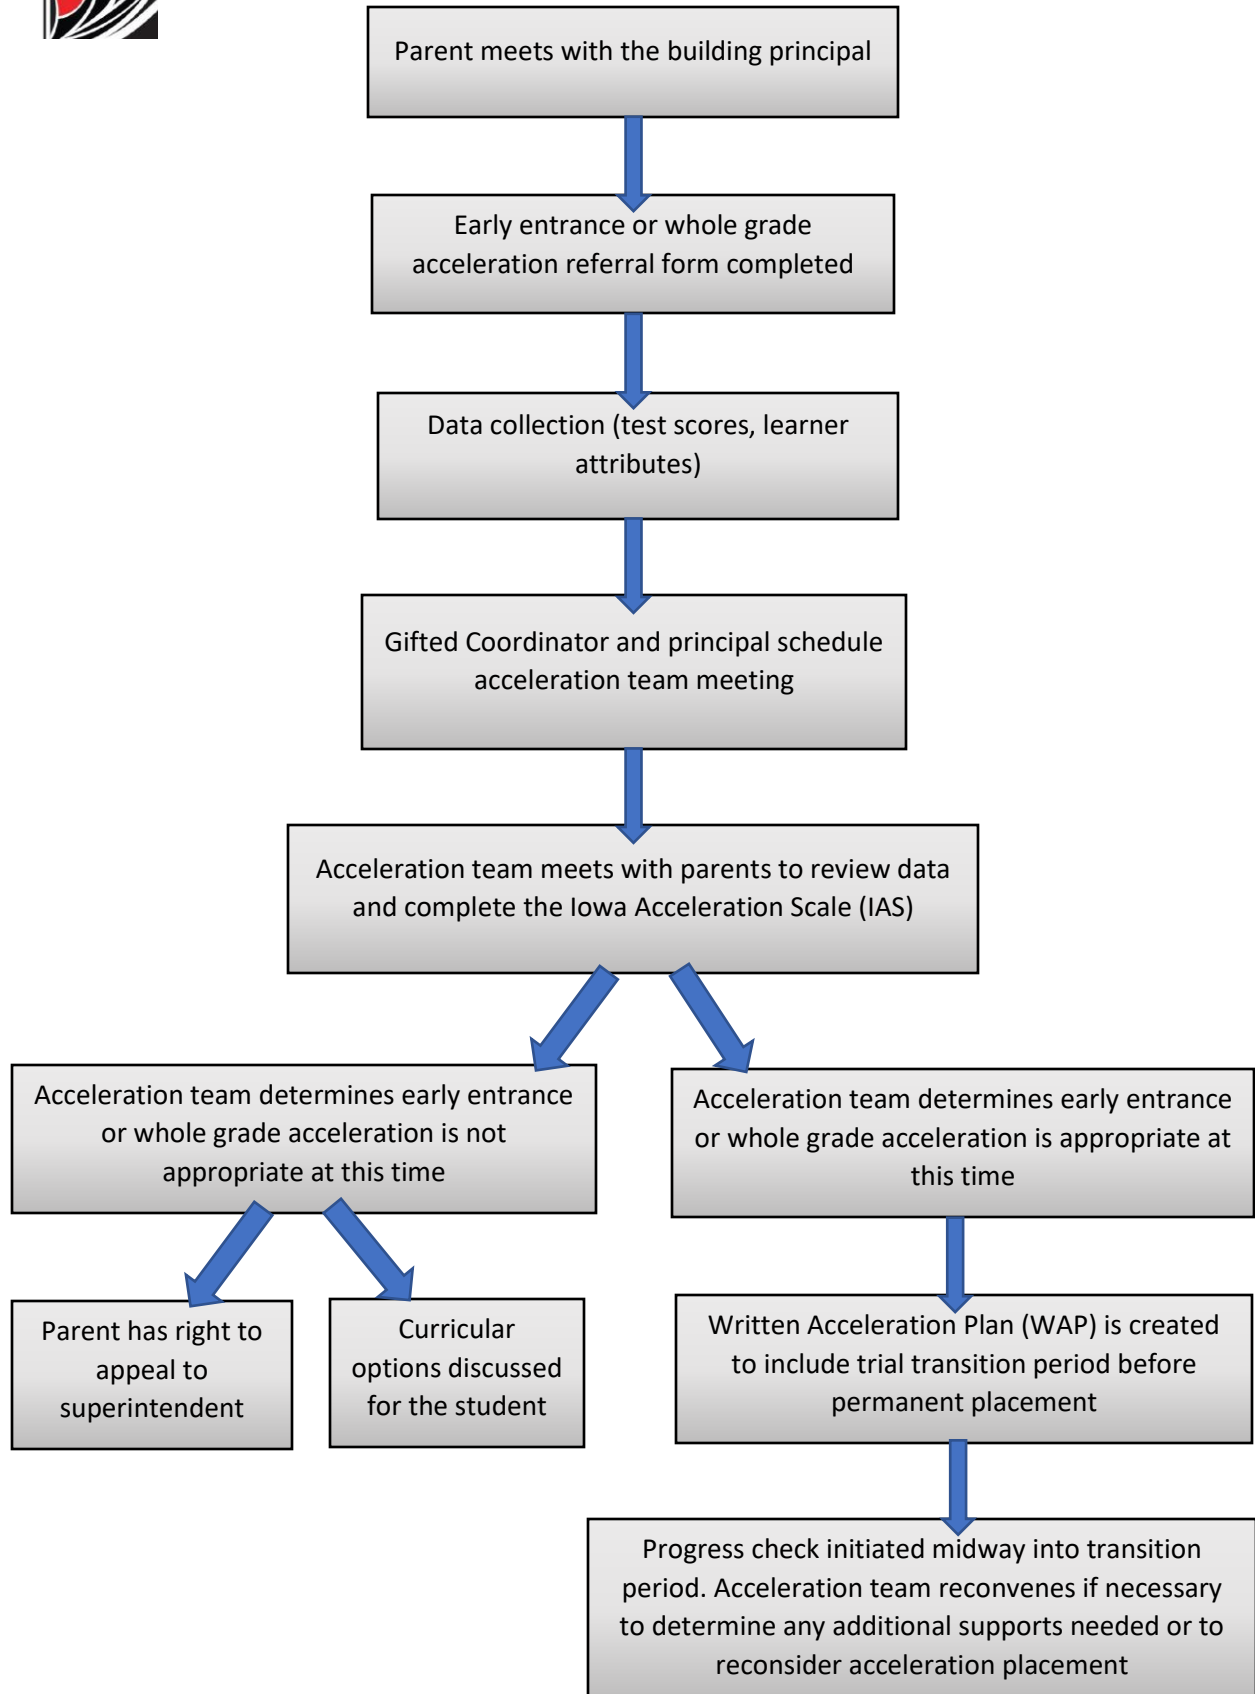 Parent meets with the building principal
Early entrance or whole grade
acceleration referral form completed
Data collection (test scores, learner
attributes)
Gifted Coordinator and principal schedule
acceleration team meeting
Acceleration team meets with parents to review data
and complete the Iowa Acceleration Scale (IAS)
Acceleration team determines early entrance
or whole grade acceleration is not
appropriate at this time
Acceleration team determines early entrance
or whole grade acceleration is appropriate at
this time
Parent has right to
appeal to
superintendent
Curricular
options discussed
for the student
Written Acceleration Plan (WAP) is created
to include trial transition period before
permanent placement
Progress check initiated midway into transition
period. Acceleration team reconvenes if necessary
to determine any additional supports needed or to
reconsider acceleration placement